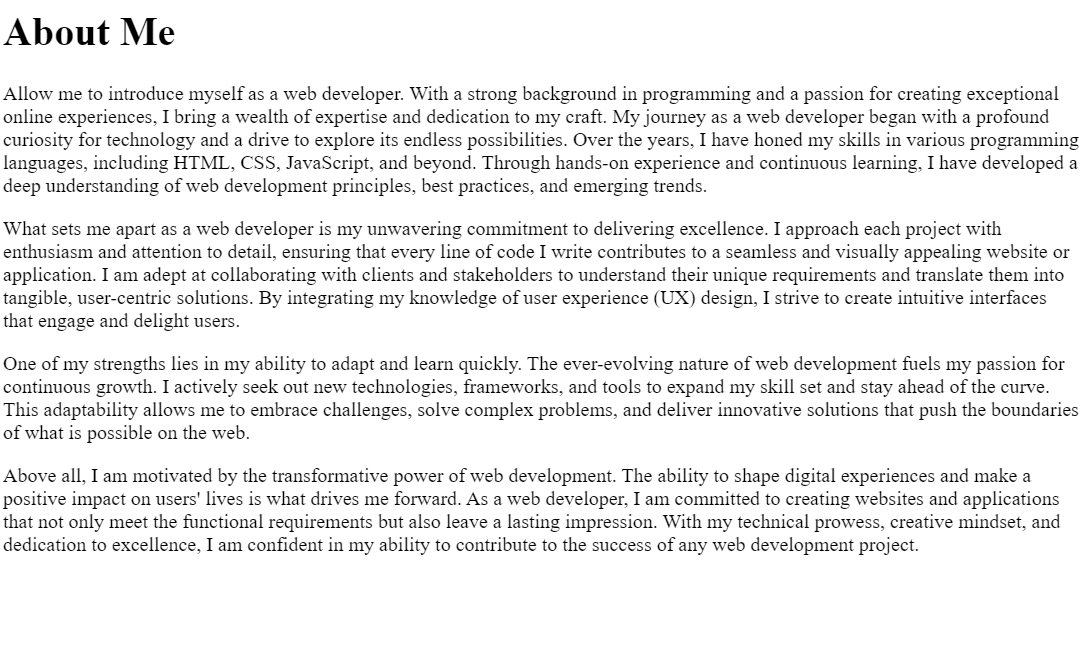 About Me
Allow me to introduce myself as a web developer. With a strong background in programming and a passion for creating exceptional
online experiences, I bring a wealth of expertise and dedication to my craft. My journey as a web developer began with a profound
curiosity for technology and a drive to explore its endless possibilities. Over the years, I have honed my skills in various programming
languages, including HTML, CSS, JavaScript, and beyond. Through hands-on experience and continuous learning, I have developed a
deep understanding of web development principles, best practices, and emerging trends.
What sets me apart as a web developer is my unwavering commitment to delivering excellence. I approach each project with
enthusiasm and attention to detail, ensuring that every line of code I write contributes to a seamless and visually appealing website or
application. I am adept at collaborating with clients and stakeholders to understand their unique requirements and translate them into
tangible, user-centric solutions. By integrating my knowledge of user experience (UX) design, I strive to create intuitive interfaces
that engage and delight users.
One of my strengths lies in my ability to adapt and learn quickly. The ever-evolving nature of web development fuels my passion for
continuous growth. I actively seek out new technologies, frameworks, and tools to expand my skill set and stay ahead of the curve.
This adaptability allows me to embrace challenges, solve complex problems, and deliver innovative solutions that push the boundaries
of what is possible on the web.
Above all, I am motivated by the transformative power of web development. The ability to shape digital experiences and make a
positive impact on users' lives is what drives me forward. As a web developer, I am committed to creating websites and applications
that not only meet the functional requirements but also leave a lasting impression. With my technical prowess, creative mindset, and
dedication to excellence, I am confident in my ability to contribute to the success of any web development project.